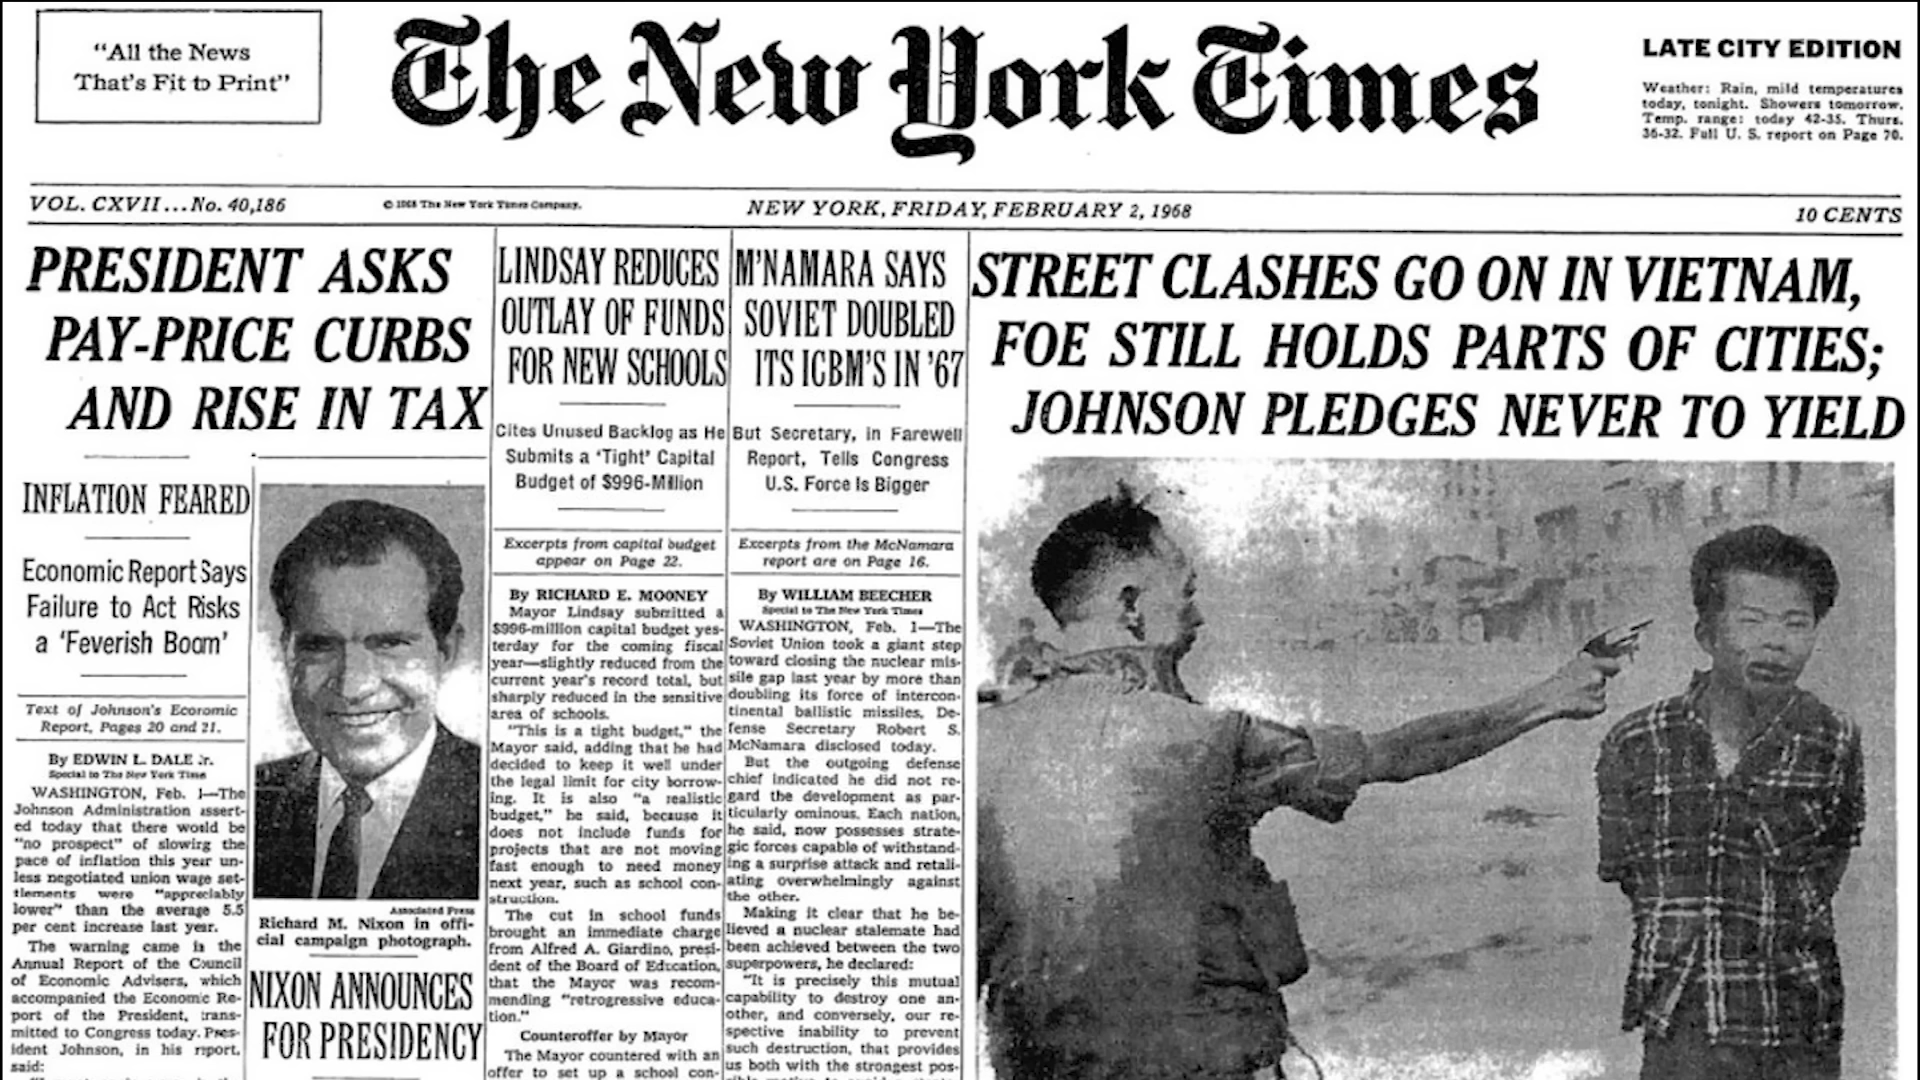 "All the News
That's Fit to Print"
The New York Times
LATE CITY EDITION
Weather: Rain, mild temperatures
today, tonight. Showers tomorrow.
Temp. range: today 42-35. Thurs.
36-32. Full U. S. report on Page 70.
VOL. CXVII...No. 40,186
© 1968 The New York Times Company.
NEW YORK, FRIDAY, FEBRUARY 2, 1968
10 CENTS
PRESIDENT ASKS
PAY-PRICE CURBS
AND RISE IN TAX
INFLATION FEARED
Economic Report Says
Failure to Act Risks
a 'Feverish Boom'
Text of Johnson's Economic
Report, Pages 20 and 21.
By EDWIN L. DALE Jr.
Special to The New York Time
WASHINGTON, Feb. 1—The
Johnson Administration assert-
ed today that there would be
"no prospect" of slowing the
pace of inflation this year un-
less negotiated union wage set-
tlements were "appreciably
lower" than the average 5.5
per cent increase last year.
The warning came in the
Annual Report of the Council
of Economic Advisers, which
accompanied the Economic Re-
port of the President, trans-
mitted to Congress today. Pres-
ident Johnson, in his report,
said:
Associated Press
Richard M. Nixon in offi-
cial campaign photograph.
NIXON ANNOUNCES
FOR PRESIDENCY
LINDSAY REDUCES
OUTLAY OF FUNDS
FOR NEW SCHOOLS
Cites Unused Backlog as He
Submits a 'Tight' Capital
Budget of $996-Million
Excerpts from capital budget
appear on Page 22.
By RICHARD E. MOONEY
Mayor Lindsay submitted a
$996-million capital budget yes-
terday for the coming fiscal
year—slightly reduced from the
current year's record total, but
sharply reduced in the sensitive
area of schools.
"This is a tight budget," the
Mayor said, adding that he had
decided to keep it well under
the legal limit for city borrow-
ing. It is also "a realistic
budget," he said, because it
does not include funds for
projects that are not moving
fast enough to need money
next year, such as school con-
struction.
The cut in school funds
brought an immediate charge
from Alfred A. Giardino, presi-
dent of the Board of Education,
that the Mayor was recom-
mending "retrogressive educa-
tion."
Counteroffer by Mayor
The Mayor countered with an
offer to set up a school con-
M'NAMARA SAYS
SOVIET DOUBLED
ITS ICBM'S IN '67
But Secretary, in Farewell
Report, Tells Congress
U.S. Force Is Bigger
Excerpts from the McNamara
report are on Page 16.
By WILLIAM BEECHER
Special to The New York Times
WASHINGTON, Feb. 1—The
Soviet Union took a giant step
toward closing the nuclear mis-
sile gap last year by more than
doubling its force of intercon-
tinental ballistic missiles, De-
fense Secretary Robert S.
McNamara disclosed today.
But the outgoing defense
chief indicated he did not re-
gard the development as par-
ticularly ominous. Each nation,
he said, now possesses strate-
gic forces capable of withstand-
ing a surprise attack and retali-
ating overwhelmingly against
the other.
Making it clear that he be-
lieved a nuclear stalemate had
been achieved between the two
superpowers, he declared:
"It is precisely this mutual
capability to destroy one an-
other, and conversely, our re-
spective inability to prevent
such destruction, that provides
us both with the strongest pos-
STREET CLASHES GO ON IN VIETNAM,
FOE STILL HOLDS PARTS OF CITIES;
JOHNSON PLEDGES NEVER TO YIELD